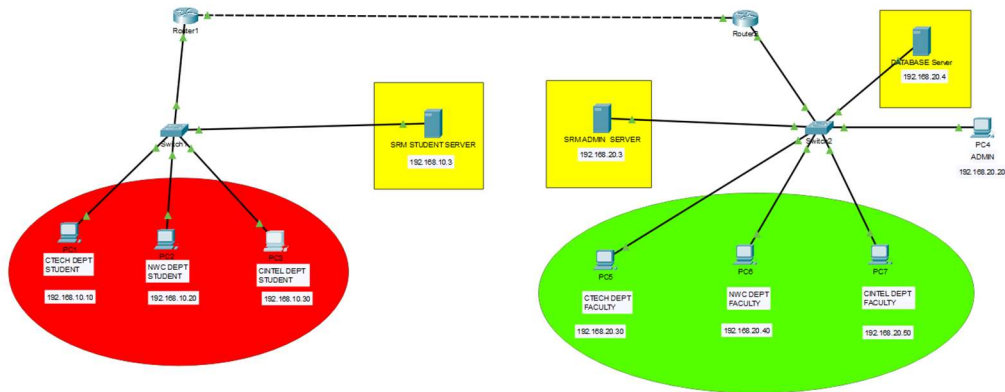 Router1
Router2
DATABASE Server
192.168.20.4
Switch1
SRM STUDENT SERVER
192.168.10.3
SRM ADMIN SERVER
192.168.20.3
Switch2
PC4
ADMIN
192.168.20.20
PC1
CTECH DEPT
STUDENT
192.168.10.10
PC2
NWC DEPT
STUDENT
192.168.10.20
PC3
CINTEL DEPT
STUDENT
192.168.10.30
PC5
CTECH DEPT
FACULTY
192.168.20.30
PC6
NWC DEPT
FACULTY
192.168.20.40
PC7
CINTEL DEPT
FACULTY
192.168.20.50